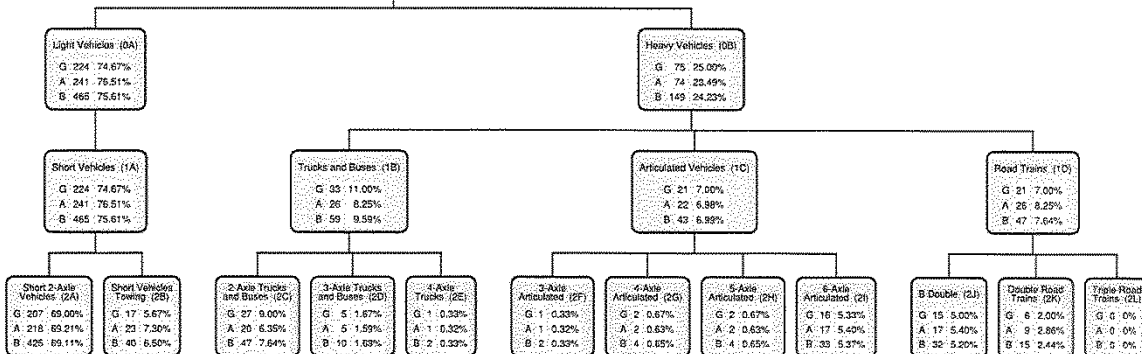 Light Vehicles (0A)
G 224 74.67%
A 241 76.51%
B 465 75.61%
Heavy Vehicles (0B)
G 75 25.00%
A 74 23.49%
B 149 24.23%
Short Vehicles (1A)
G 224 74.67%
A 241 76.51%
B 465 75.61%
Trucks and Buses (1B)
G 33 11.00%
A 26 8.25%
B 59 9.59%
Articulated Vehicles (1C)
G 21 7.00%
A 22 6.98%
B 43 6.99%
Road Trains (1D)
G 21 7.00%
A 26 8.25%
B 47 7.64%
Short 2-Axle
Vehicles (2A)
G 207 69.00%
A 218 69.21%
B 425 69.11%
Short Vehicles
Towing (2B)
G 17 5.67%
A 23 7.30%
B 40 6.50%
2-Axle Trucks
and Buses (2C)
G 27 9.00%
A 20 6.35%
B 47 7.64%
3-Axle Trucks
and Buses (2D)
G 5 1.67%
A 5 1.59%
B 10 1.63%
4-Axle
Trucks (2E)
G 1 0.33%
A 1 0.32%
B 2 0.33%
3-Axle
Articulated (2F)
G 1 0.33%
A 1 0.32%
B 2 0.33%
4-Axle
Articulated (2G)
G 2 0.67%
A 2 0.63%
B 4 0.65%
5-Axle
Articulated (2H)
G 2 0.67%
A 2 0.63%
B 4 0.65%
6-Axle
Articulated (2I)
G 16 5.33%
A 17 5.40%
B 33 5.37%
B Double (2J)
G 15 5.00%
A 17 5.40%
B 32 5.20%
Double Road
Trains (2K)
G 6 2.00%
A 9 2.86%
B 15 2.44%
Triple Road
Trains (2L)
G 0 0%
A 0 0%
B 0 0%